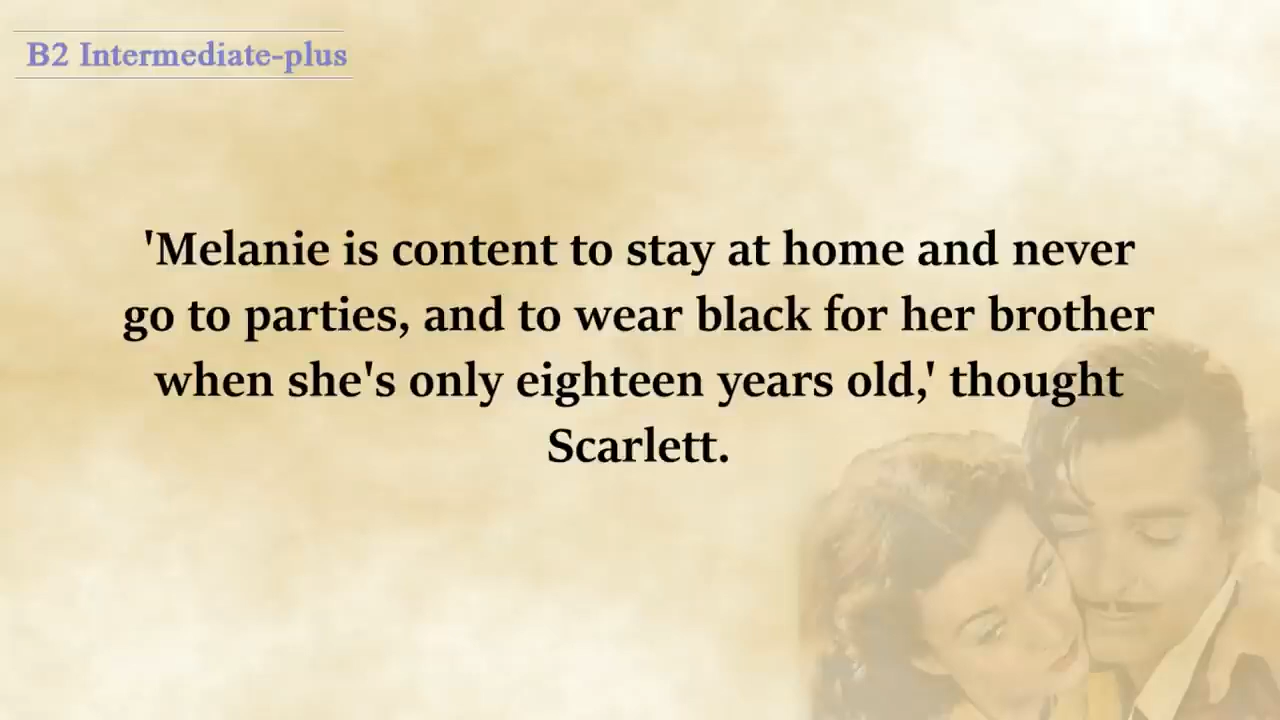 B2 Intermediate-plus
'Melanie is content to stay at home and never
go to parties, and to wear black for her brother
when she's only eighteen years old,' thought
Scarlett.